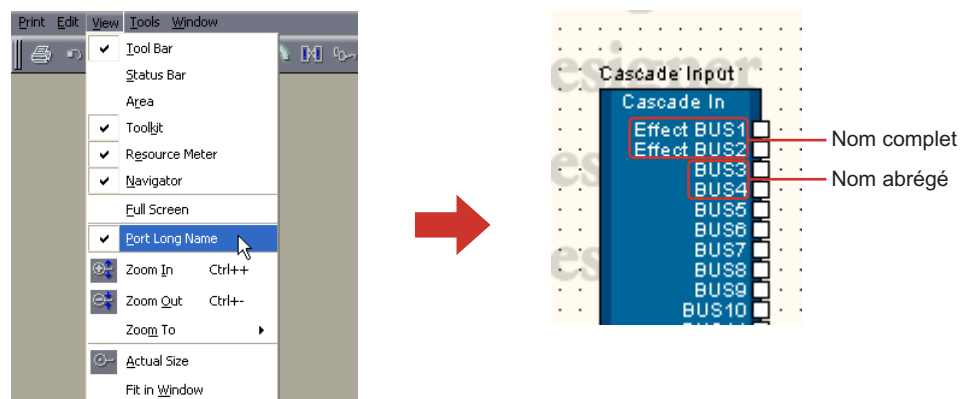 Print Edit View Tools Window
Tool Bar
Status Bar
Area
Toolkit
Resource Meter
Navigator
Full Screen
Port Long Name
Zoom In Ctrl++
Zoom Out Ctrl+-
Zoom To
Actual Size
Fit in Window
Cascade Input
Cascade In
Effect BUS1
Effect BUS2
BUS3
BUS4
BUS5
BUS6
BUS7
BUS8
BUS9
BUS10
Nom complet
Nom abrégé